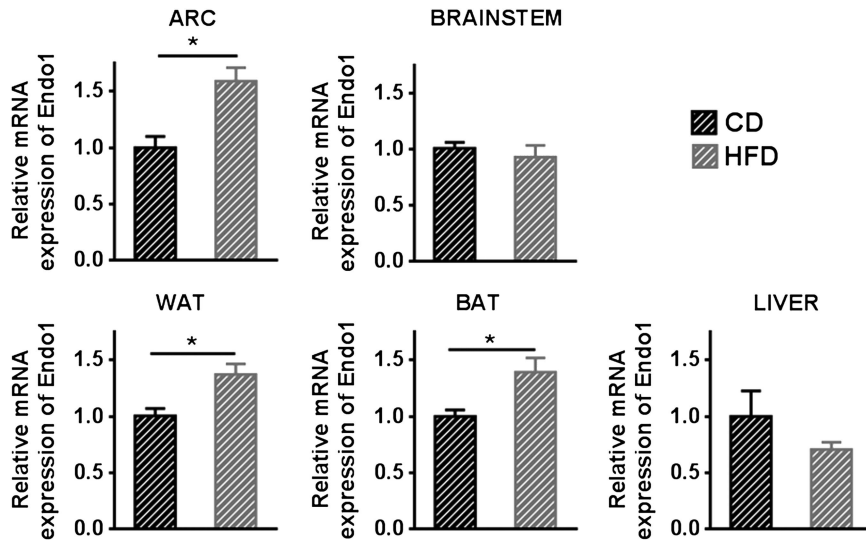 ARC
*
Relative mRNA
expression of Endo1
1.5
1.0
0.5
0.0
BRAINSTEM
Relative mRNA
expression of Endo1
1.5
1.0
0.5
0.0
CD
HFD
WAT
*
Relative mRNA
expression of Endo1
1.5
1.0
0.5
0.0
BAT
*
Relative mRNA
expression of Endo1
1.5
1.0
0.5
0.0
LIVER
Relative mRNA
expression of Endo1
1.5
1.0
0.5
0.0